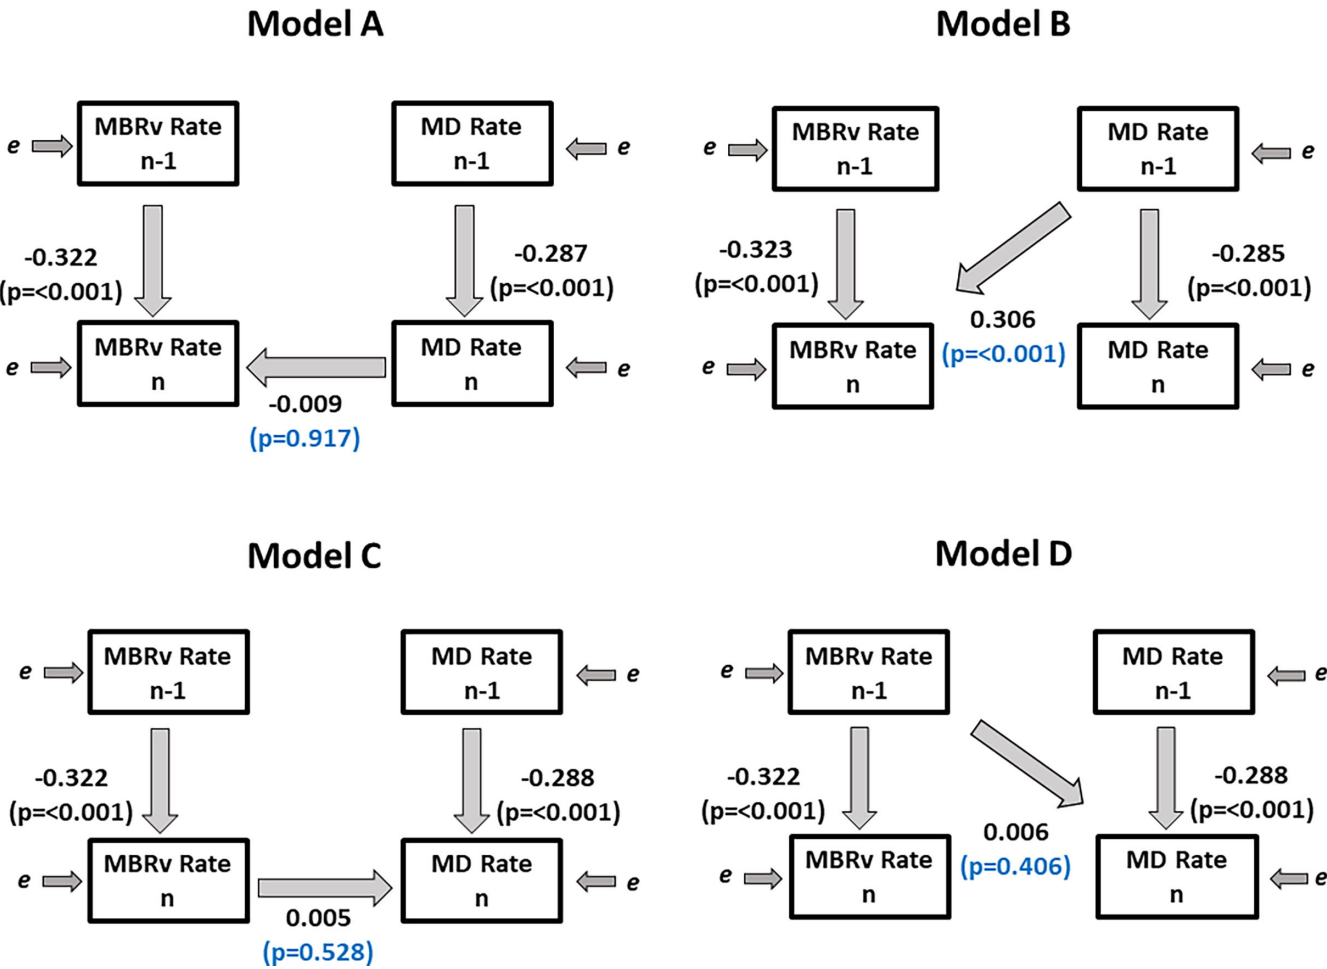 Model A
MBRv Rate
n-1
MD Rate
n-1
e
e
-0.322
(p=<0.001)
-0.287
(p=<0.001)
MBRv Rate
n
MD Rate
n
e
e
-0.009
(p=0.917)
Model B
MBRv Rate
n-1
MD Rate
n-1
e
e
-0.323
(p=<0.001)
-0.285
(p=<0.001)
0.306
(p=<0.001)
MBRv Rate
n
MD Rate
n
e
e
Model C
MBRv Rate
n-1
MD Rate
n-1
e
e
-0.322
(p=<0.001)
-0.288
(p=<0.001)
MBRv Rate
n
MD Rate
n
e
e
0.005
(p=0.528)
Model D
MBRv Rate
n-1
MD Rate
n-1
e
e
-0.322
(p=<0.001)
-0.288
(p=<0.001)
0.006
(p=0.406)
MBRv Rate
n
MD Rate
n
e
e